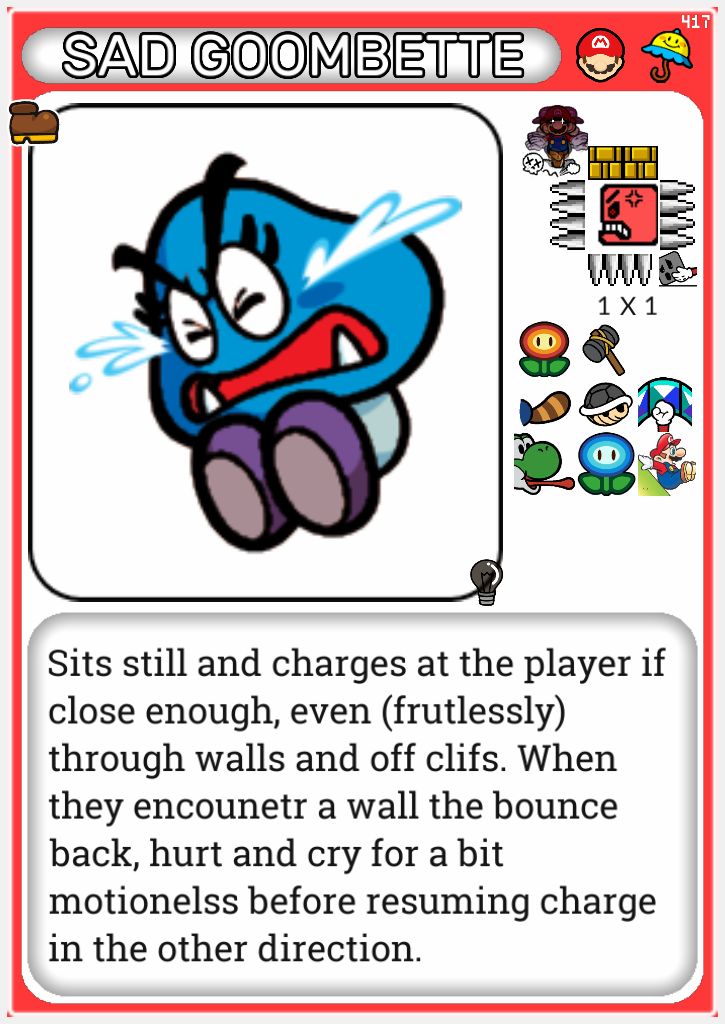 417
SAD GOOMBETTE
1 X 1
Sits still and charges at the player if
close enough, even (frutlessly)
through walls and off clifs. When
they encounetr a wall the bounce
back, hurt and cry for a bit
motionelss before resuming charge
in the other direction.